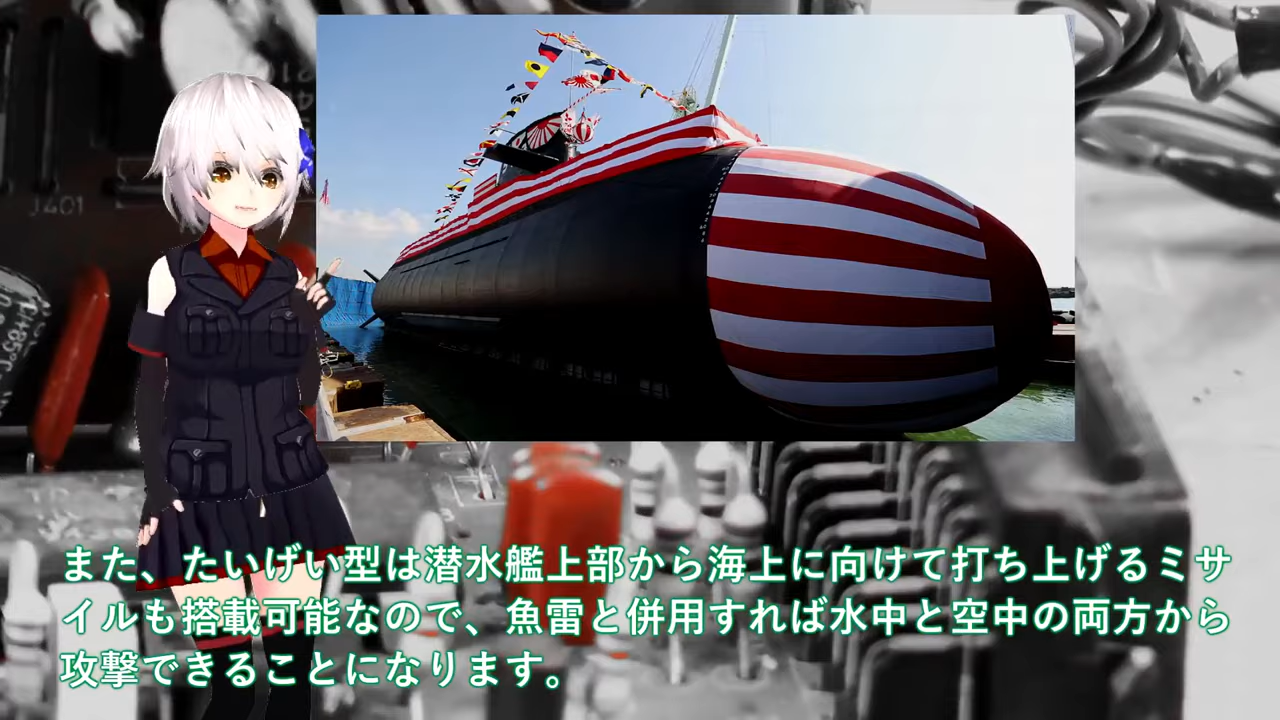 J401
また、たいげい型は潜水艦上部から海上に向けて打ち上げるミサ
イルも搭載可能なので、魚雷と併用すれば水中と空中の両方から
攻撃できることになります。